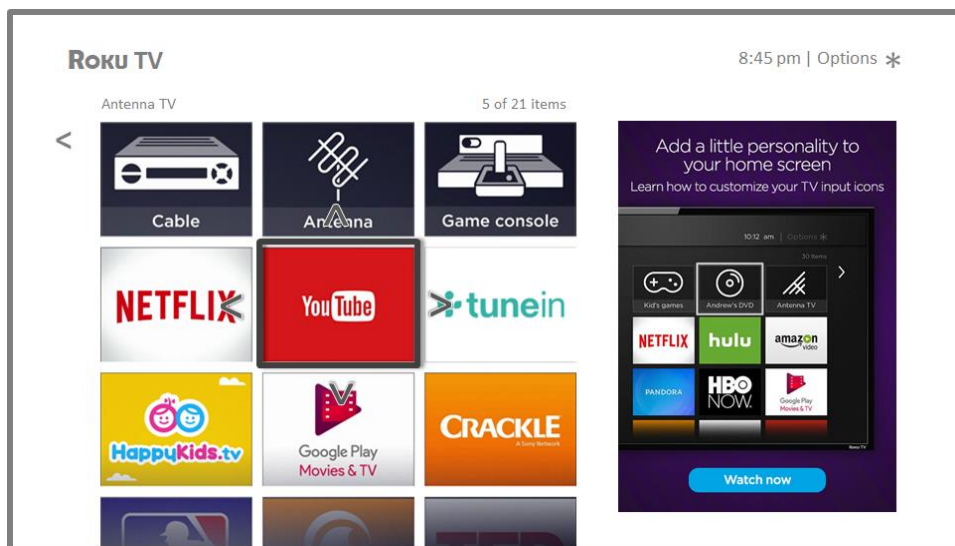 Roku TV
8:45 pm | Options
Antenna TV
5 of 21 items
<
Cable
Antenna
Game console
NETFLIX
<
YouTube
>
tunein
HappyKids.tv
Google Play
Movies & TV
CRACKLE
A Sony Network
TED
Add a little personality to
your home screen
Learn how to customize your TV input icons
10:12 am | Options
30 items
>
Kid's games
Andrew's DVD
Antenna TV
NETFLIX
hulu
amazon
video
PANDORA
HBO
NOW.
Google Play
Movies & TV
Roku TV
Watch now